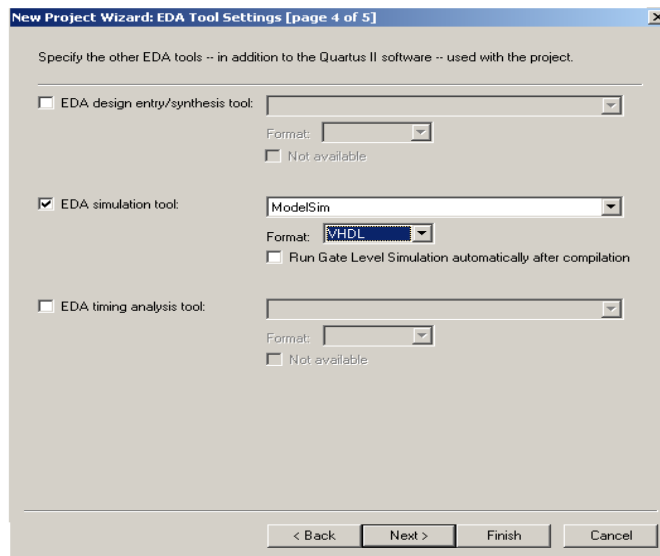 New Project Wizard: EDA Tool Settings [page 4 of 5]
Specify the other EDA tools -- in addition to the Quartus II software -- used with the project.
EDA design entry/synthesis tool:
Format:
Not available
EDA simulation tool: ModelSim
Format: VHDL
Run Gate Level Simulation automatically after compilation
EDA timing analysis tool:
Format:
Not available
< Back Next > Finish Cancel